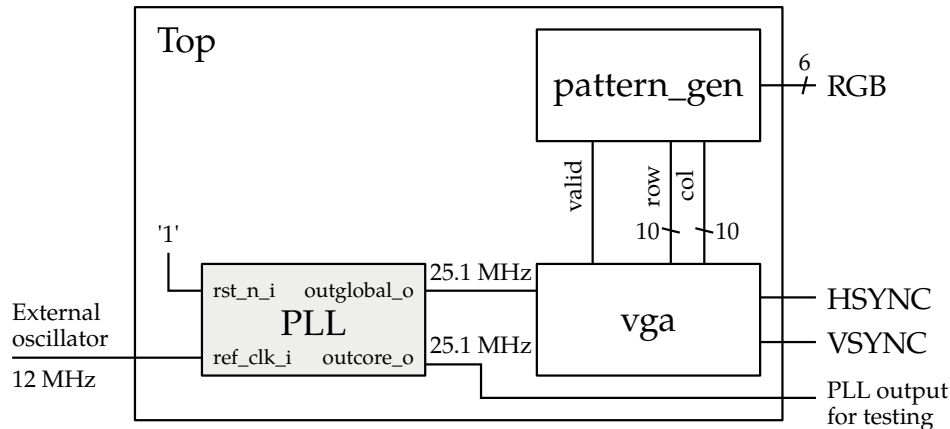 Top
pattern_gen
6
RGB
valid
row
col
10
10
'1'
25.1 MHz
rst_n_i
outglobal_o
PLL
vga
HSYNC
VSYNC
External
oscillator
12 MHz
ref_clk_i
outcore_o
25.1 MHz
PLL output
for testing